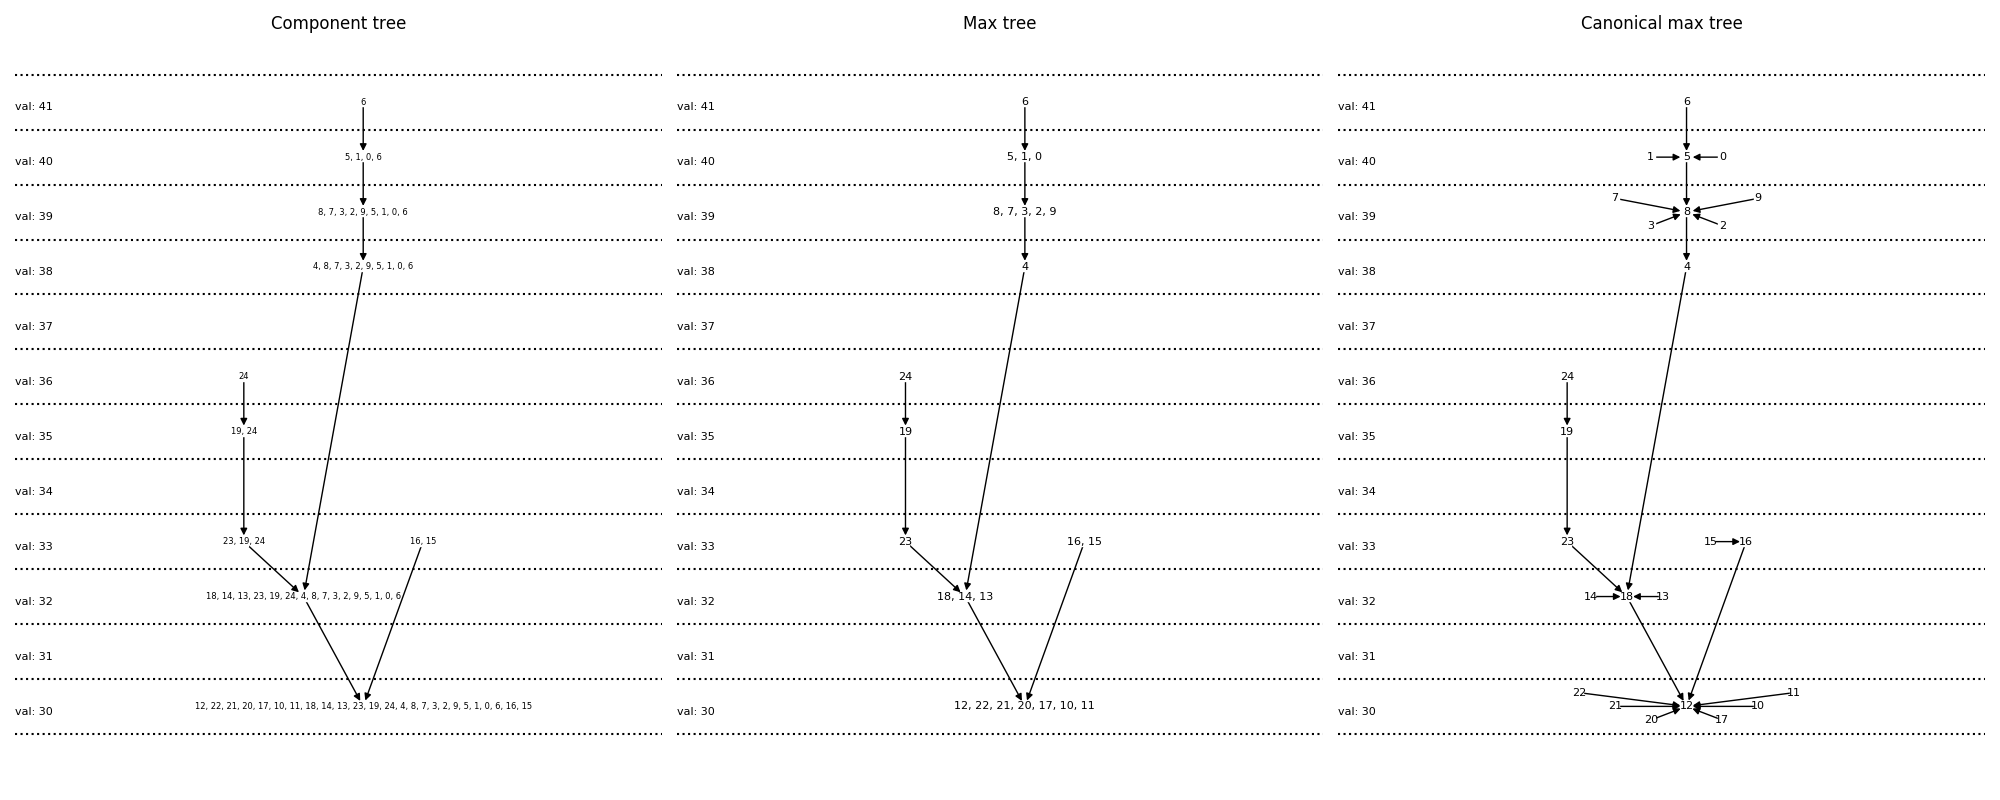 Component tree
val: 41
6
val: 40
5, 1, 0, 6
val: 39
8, 7, 3, 2, 9, 5, 1, 0, 6
val: 38
4, 8, 7, 3, 2, 9, 5, 1, 0, 6
val: 37
val: 36
24
val: 35
19, 24
val: 34
val: 33
23, 19, 24
16, 15
val: 32
18, 14, 13, 23, 19, 24, 4, 8, 7, 3, 2, 9, 5, 1, 0, 6
val: 31
val: 30
12, 22, 21, 20, 17, 10, 11, 18, 14, 13, 23, 19, 24, 4, 8, 7, 3, 2, 9, 5, 1, 0, 6, 16, 15
Max tree
val: 41
6
val: 40
5, 1, 0
val: 39
8, 7, 3, 2, 9
val: 38
4
val: 37
val: 36
24
val: 35
19
val: 34
val: 33
23
16, 15
val: 32
18, 14, 13
val: 31
val: 30
12, 22, 21, 20, 17, 10, 11
Canonical max tree
val: 41
6
val: 40
1
5
0
val: 39
7
9
8
3
2
val: 38
4
val: 37
val: 36
24
val: 35
19
val: 34
val: 33
23
15
16
val: 32
14
18
13
val: 31
val: 30
22
11
21
12
10
20
17